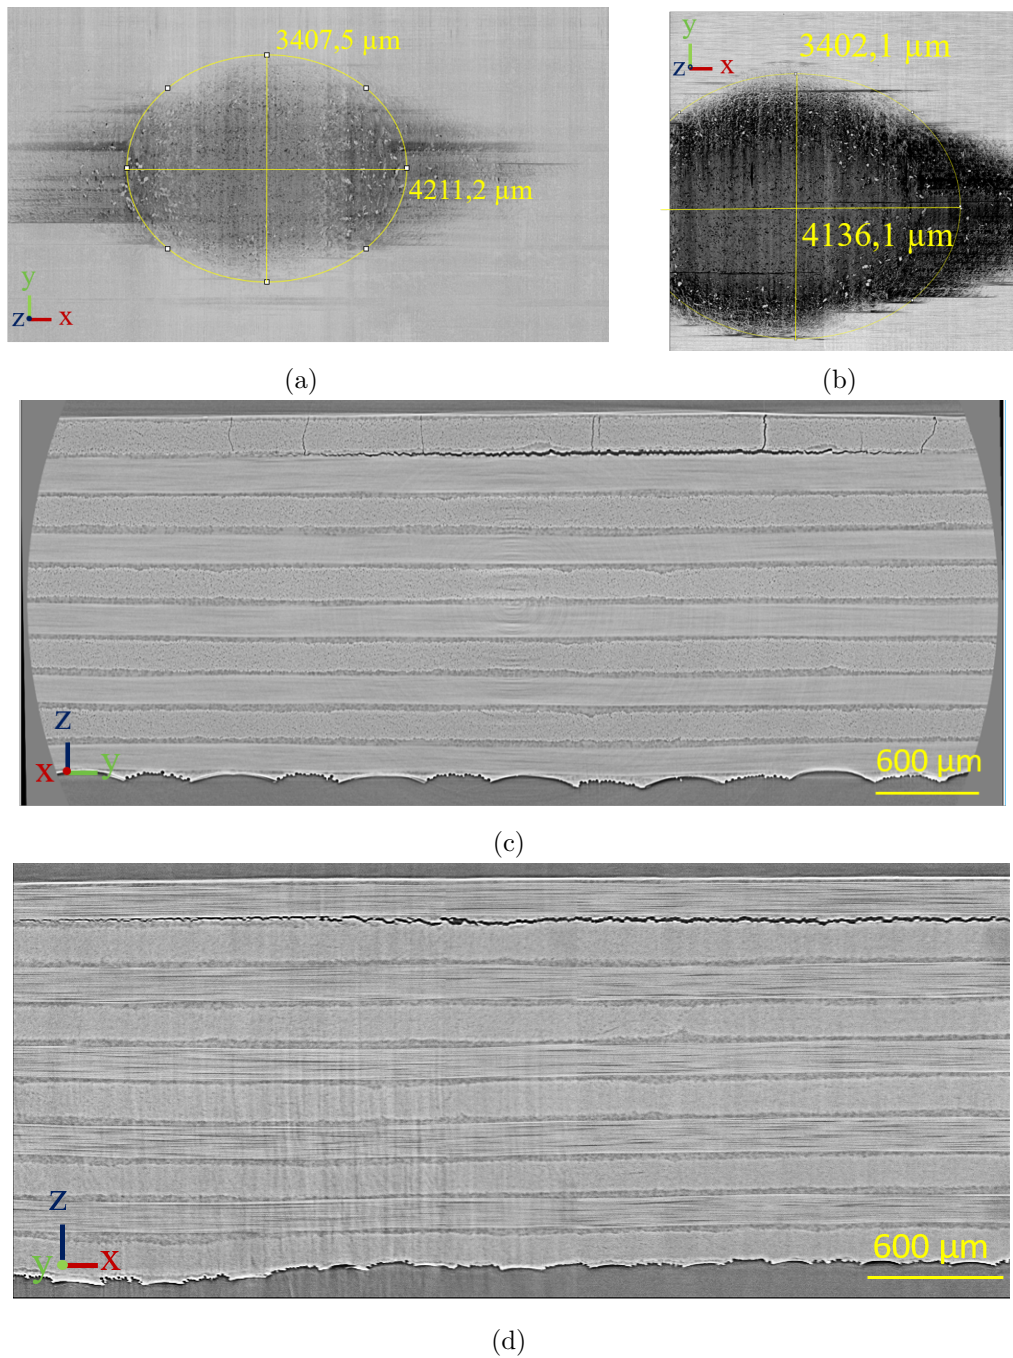 3407,5 µm
4211,2 µm
y
z x
(a)
y
z x
3402,1 µm
4136,1 µm
(b)
z
x y
600 µm
(c)
z
y x
600 µm
(d)